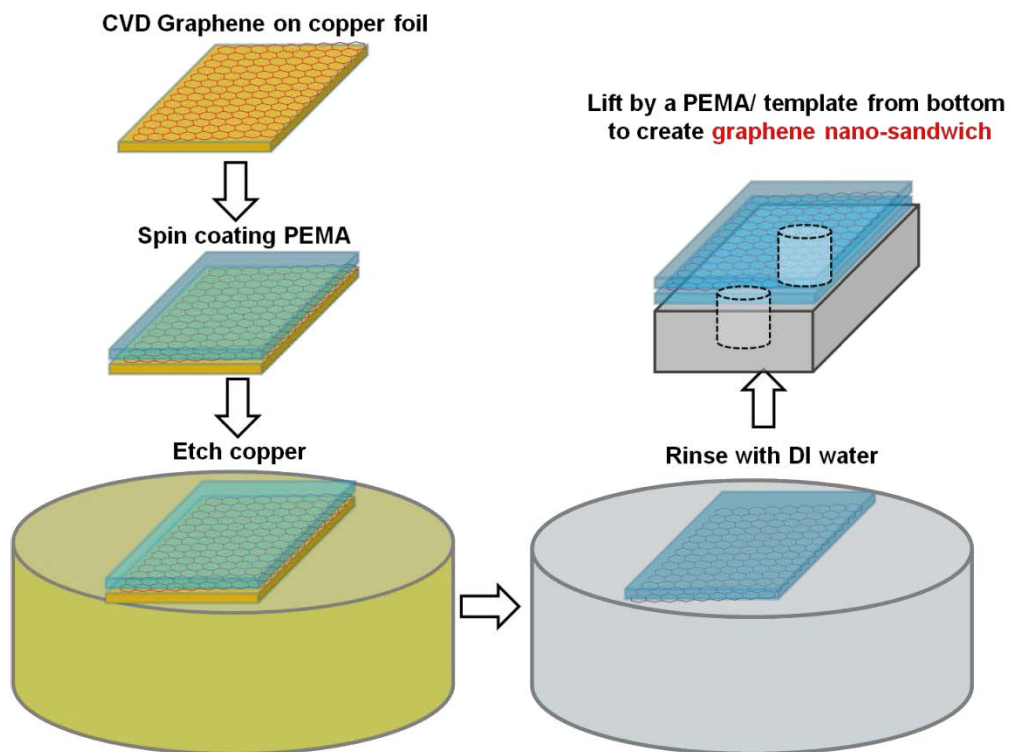 CVD Graphene on copper foil
Spin coating PEMA
Etch copper
Rinse with DI water
Lift by a PEMA/ template from bottom
to create graphene nano-sandwich